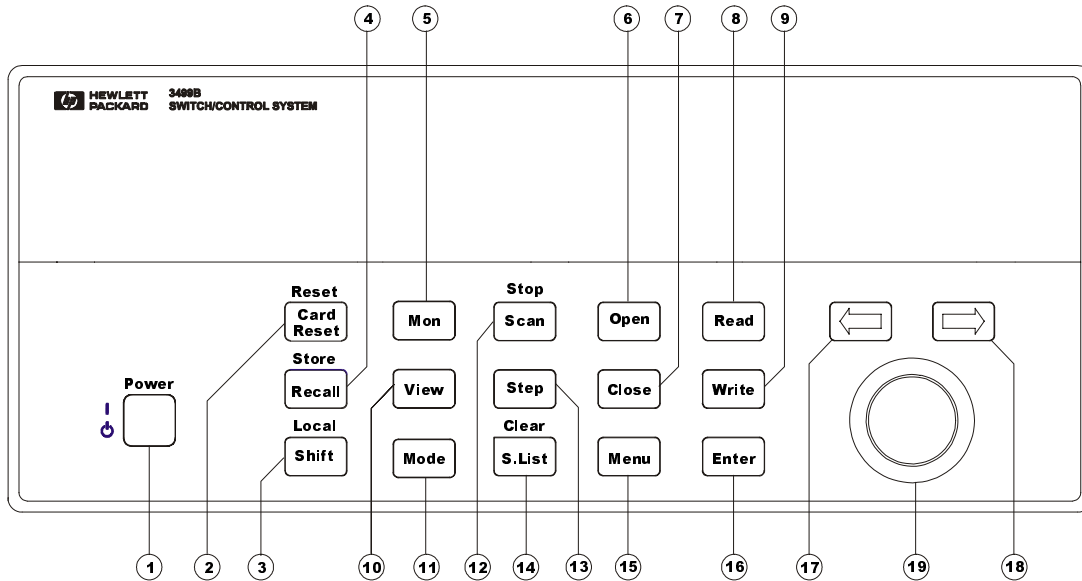 4 5 6 7 8 9
hp HEWLETT PACKARD 3499B SWITCH/CONTROL SYSTEM
Reset Stop
Card Reset Mon Scan Open Read
Store
Recall View Step Close Write
Power
Local Clear
Shift Mode S.List Menu Enter
1 2 3 10 11 12 14 13 15 16 17 19 18